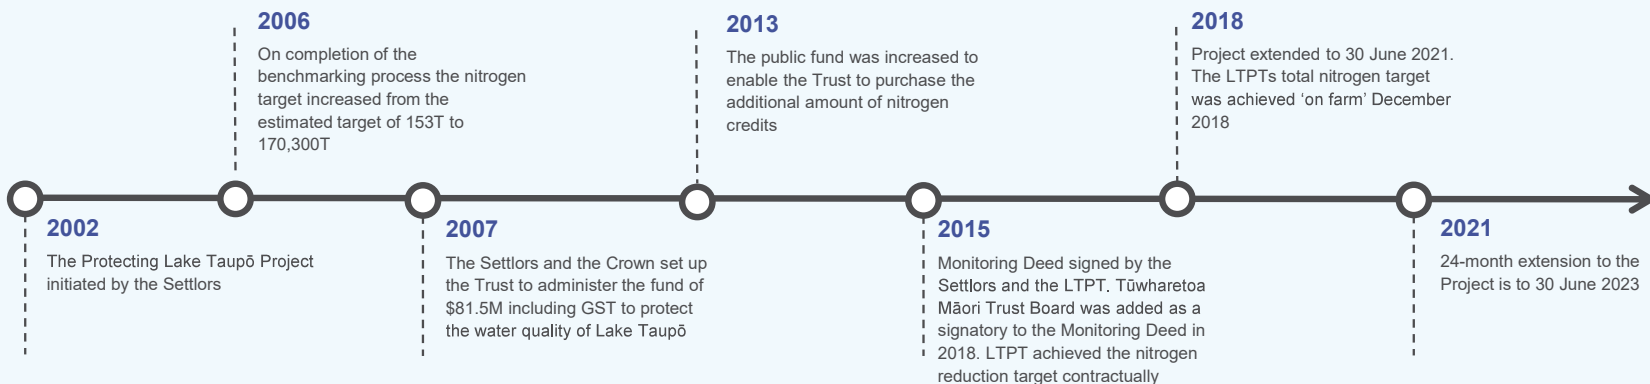 2006
On completion of the
benchmarking process the nitrogen
target increased from the
estimated target of 153T to
170,300T
2013
The public fund was increased to
enable the Trust to purchase the
additional amount of nitrogen
credits
2018
Project extended to 30 June 2021.
The LTPTs total nitrogen target
was achieved ‘on farm’ December
2018
2002
The Protecting Lake Taupō Project
initiated by the Settlors
2007
The Settlors and the Crown set up
the Trust to administer the fund of
$81.5M including GST to protect
the water quality of Lake Taupō
2015
Monitoring Deed signed by the
Settlors and the LTPT. Tūwharetoa
Māori Trust Board was added as a
signatory to the Monitoring Deed in
2018. LTPT achieved the nitrogen
reduction target contractually
2021
24-month extension to the
Project is to 30 June 2023